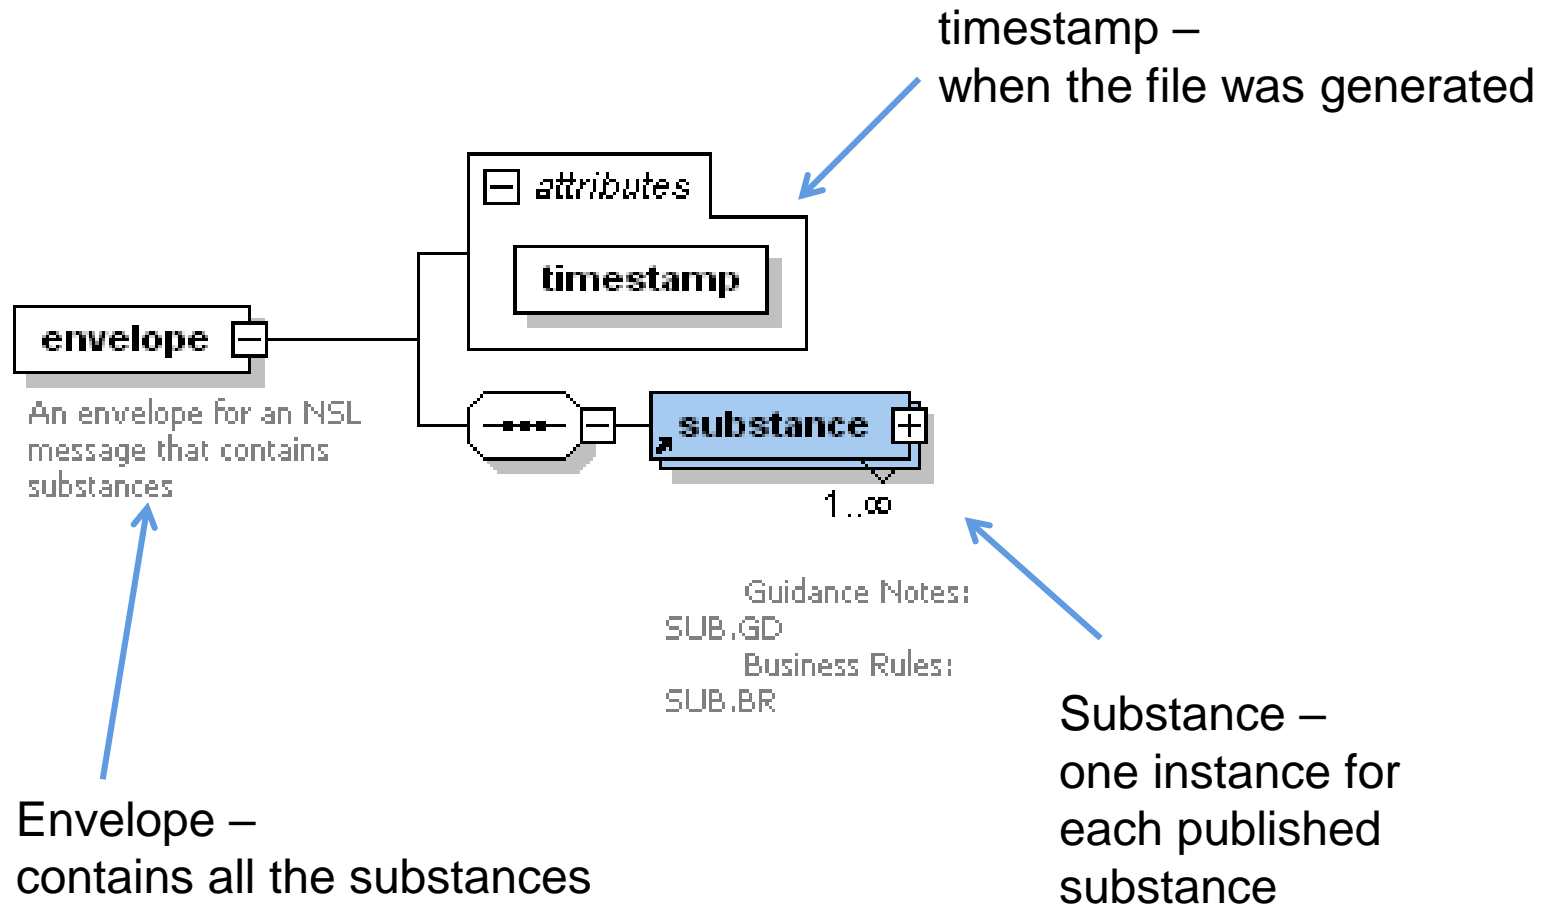 timestamp –
when the file was generated
attributes
timestamp
envelope
An envelope for an NSL
message that contains
substances
substance
1..∞
Guidance Notes:
SUB.GD
Business Rules:
SUB.BR
Substance –
one instance for
each published
substance
Envelope –
contains all the substances